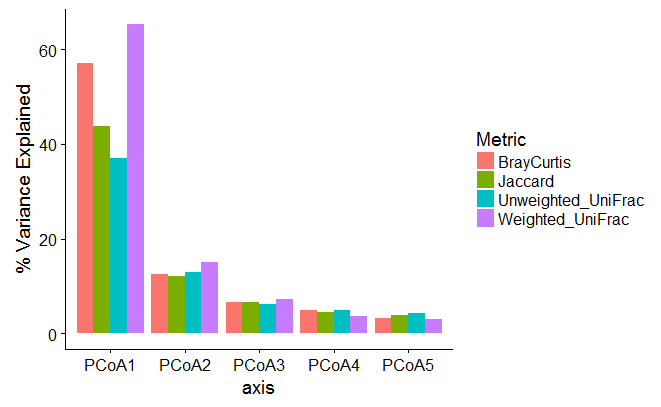 % Variance Explained
60
40
20
0
PCoA1 PCoA2 PCoA3 PCoA4 PCoA5
axis
Metric
BrayCurtis
Jaccard
Unweighted_UniFrac
Weighted_UniFrac